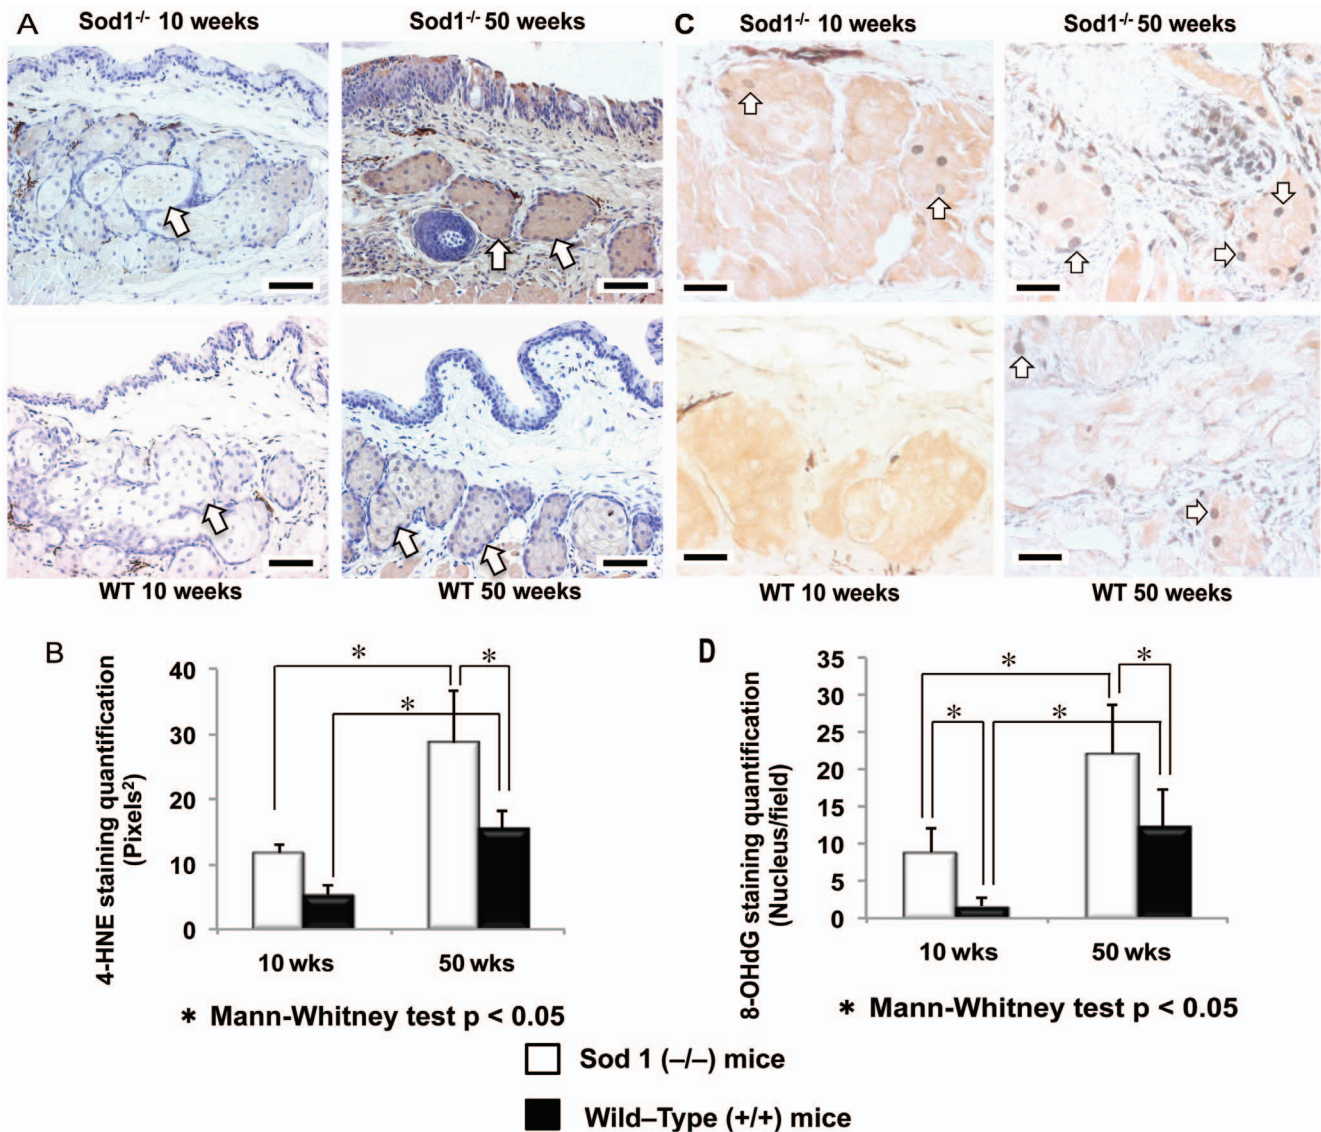 A
Sod1-/- 10 weeks
Sod1-/- 50 weeks
WT 10 weeks
WT 50 weeks
C
Sod1-/- 10 weeks
Sod1-/- 50 weeks
WT 10 weeks
WT 50 weeks
B
4-HNE staining quantification
(Pixels²)
40
30
20
10
0
*
*
*
10 wks
50 wks
* Mann-Whitney test p < 0.05
D
8-OHdG staining quantification
(Nucleus/field)
35
30
25
20
15
10
5
0
*
*
*
*
10 wks
50 wks
* Mann-Whitney test p < 0.05
Sod 1 (–/–) mice
Wild–Type (+/+) mice